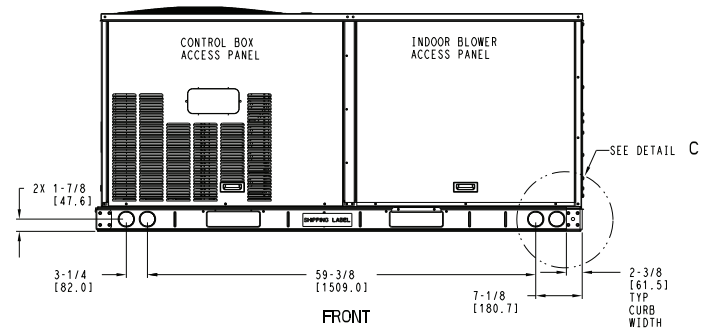 CONTROL BOX
ACCESS PANEL
INDOOR BLOWER
ACCESS PANEL
SEE DETAIL C
2X 1-7/8
[47.6]
SHIPPING LABEL
3-1/4
[82.0]
59-3/8
[1509.0]
7-1/8
[180.7]
2-3/8
[61.5]
TYP
CURB
WIDTH
FRONT